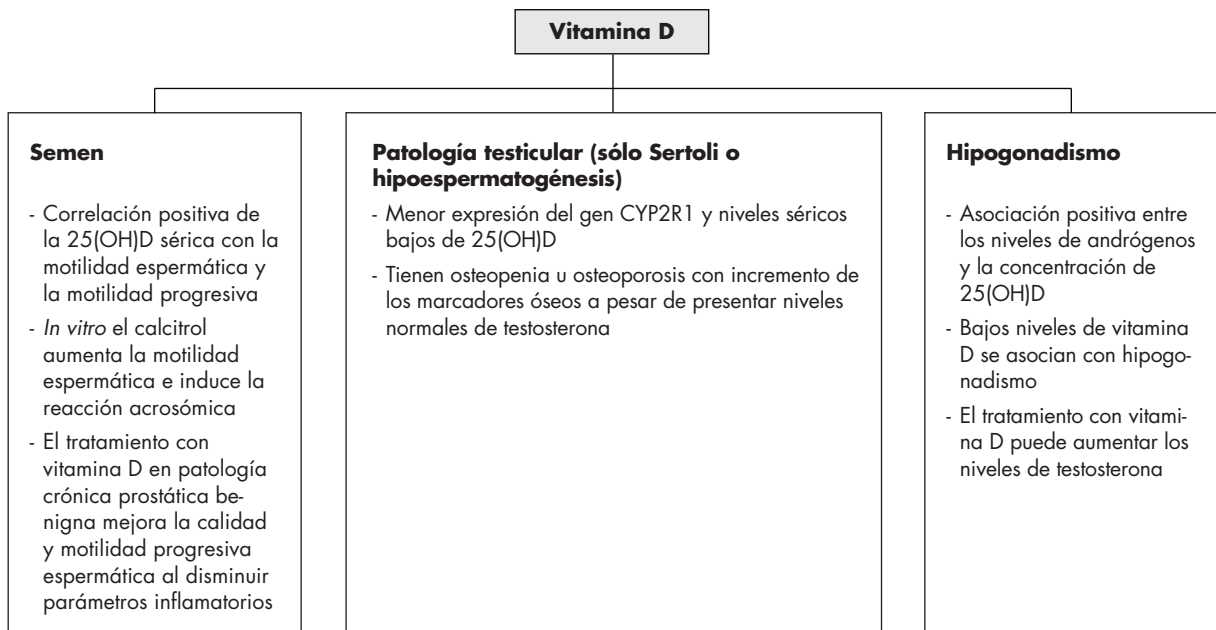 Vitamina D
Semen
- Correlación positiva de
la 25(OH)D sérica con la
motilidad espermática y
la motilidad progresiva
- In vitro el calcitrol
aumenta la motilidad
espermática e induce la
reacción acrosómica
- El tratamiento con
vitamina D en patología
crónica prostática be-
nigna mejora la calidad
y motilidad progresiva
espermática al disminuir
parámetros inflamatorios
Patología testicular (sólo Sertoli o
hipoespermatogénesis)
- Menor expresión del gen CYP2R1 y niveles séricos
bajos de 25(OH)D
- Tienen osteopenia u osteoporosis con incremento de
los marcadores óseos a pesar de presentar niveles
normales de testosterona
Hipogonadismo
- Asociación positiva entre
los niveles de andrógenos
y la concentración de
25(OH)D
- Bajos niveles de vitamina
D se asocian con hipogo-
nadismo
- El tratamiento con vitami-
na D puede aumentar los
niveles de testosterona